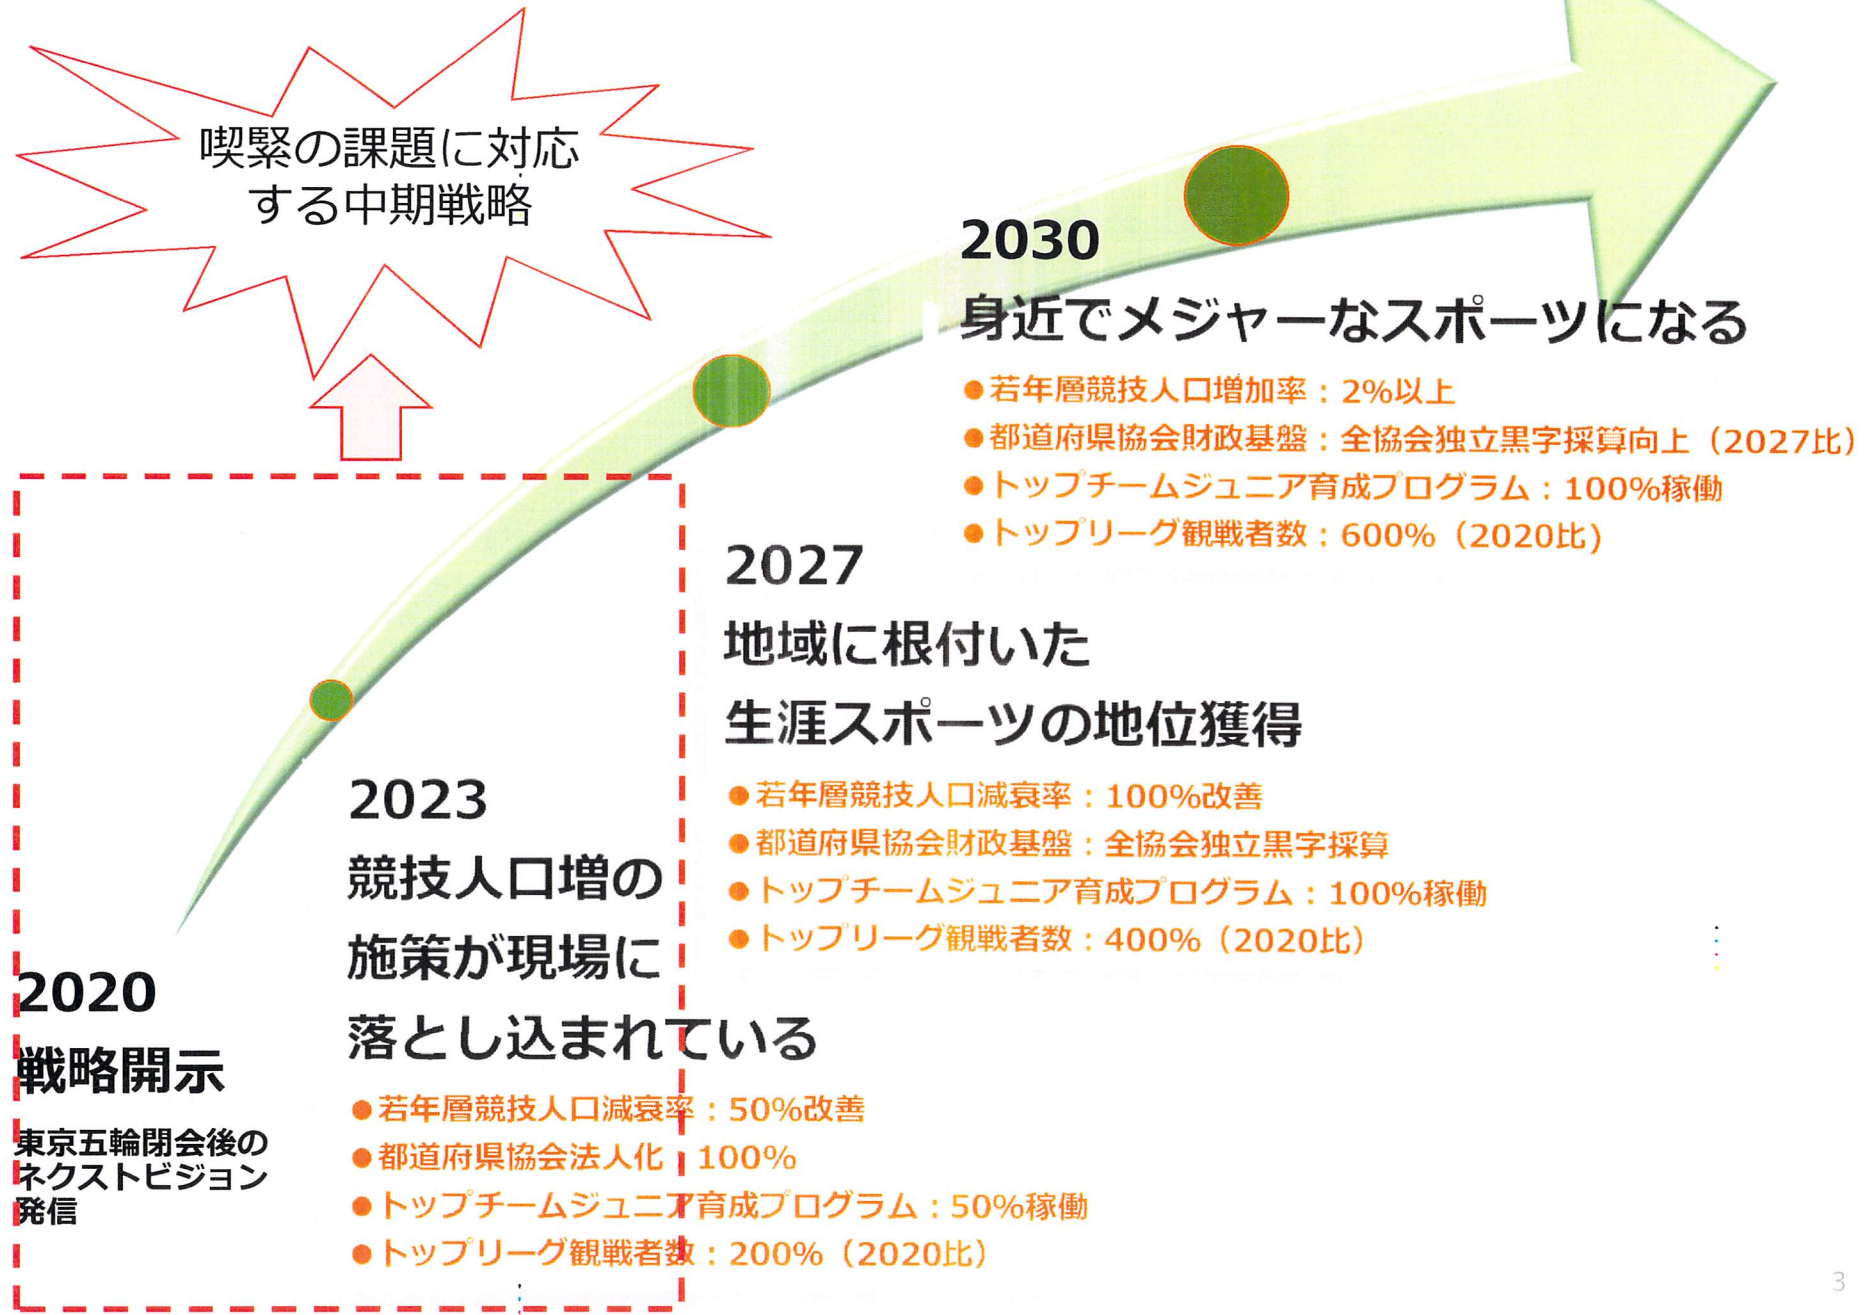 喫緊の課題に対応
する中期戦略
2030
身近でメジャーなスポーツになる
●若年層競技人口増加率：2%以上
●都道府県協会財政基盤：全協会独立黒字採算向上（2027比）
●トップチームジュニア育成プログラム：100%稼働
●トップリーグ観戦者数：600%（2020比）
2027
地域に根付いた
生涯スポーツの地位獲得
●若年層競技人口減衰率：100%改善
●都道府県協会財政基盤：全協会独立黒字採算
●トップチームジュニア育成プログラム：100%稼働
●トップリーグ観戦者数：400%（2020比）
2023
競技人口増の
施策が現場に
落とし込まれている
●若年層競技人口減衰率：50%改善
●都道府県協会法人化：100%
●トップチームジュニア育成プログラム：50%稼働
●トップリーグ観戦者数：200%（2020比）
2020
戦略開示
東京五輪閉会後の
ネクストビジョン
発信
3